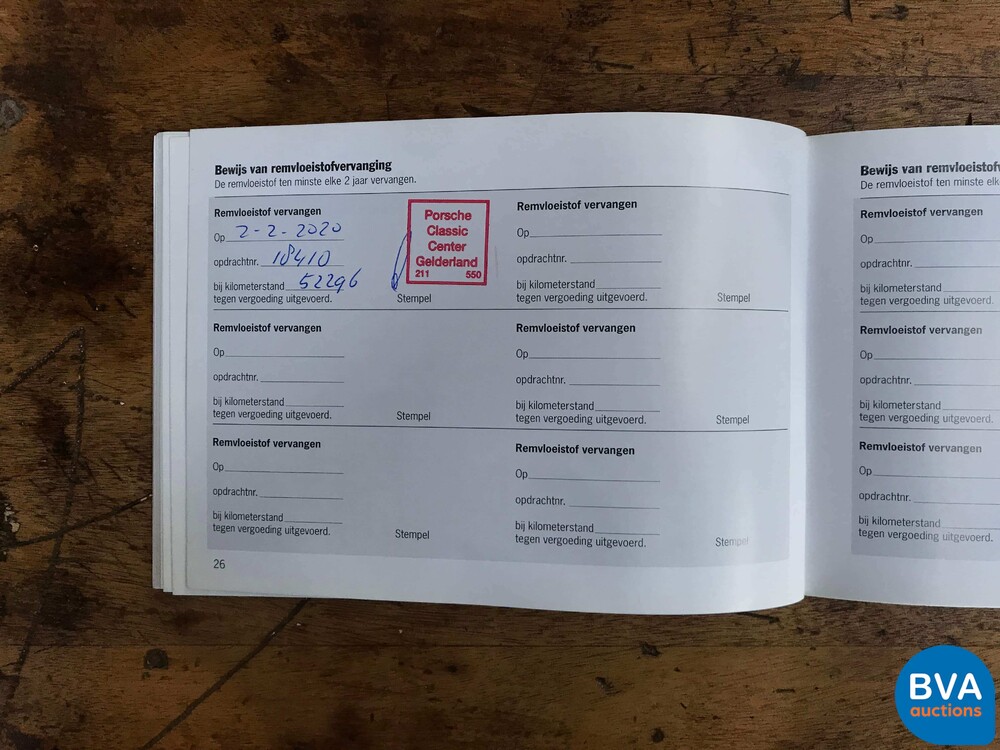 Bewijs van remvloeistofvervanging
De remvloeistof ten minste elke 2 jaar vervangen.
Remvloeistof vervangen
Op 2-2-2020
opdrachtnr. 18410
bij kilometerstand 52296
tegen vergoeding uitgevoerd.
Stempel
Porsche
Classic
Center
Gelderland
211 550
Remvloeistof vervangen
Op
opdrachtnr.
bij kilometerstand
tegen vergoeding uitgevoerd.
Stempel
Remvloeistof vervangen
Op
opdrachtnr.
bij kilometerstand
tegen vergoeding uitgevoerd.
Stempel
Remvloeistof vervangen
Op
opdrachtnr.
bij kilometerstand
tegen vergoeding uitgevoerd.
Stempel
Remvloeistof vervangen
Op
opdrachtnr.
bij kilometerstand
tegen vergoeding uitgevoerd.
Stempel
Remvloeistof vervangen
Op
opdrachtnr.
bij kilometerstand
tegen vergoeding uitgevoerd.
Stempel
26
Bewijs van remvloeistofv
De remvloeistof ten minste elk
Remvloeistof vervangen
Op
opdrachtnr.
bij kilometerstand
tegen vergoeding uitgevoerd.
Remvloeistof vervangen
Op
opdrachtnr.
bij kilometerstand
tegen vergoeding uitgevoerd.
Remvloeistof vervangen
Op
opdrachtnr.
bij kilometerstand
tegen vergoeding uitgevoerd.
BVA
auctions